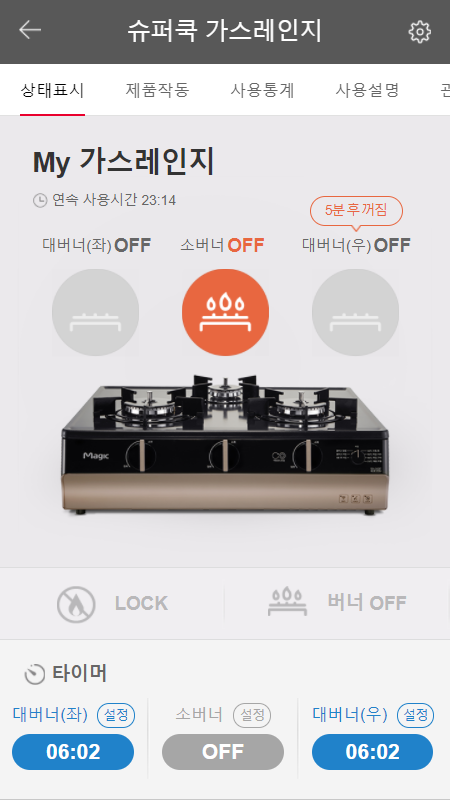 슈퍼쿡 가스레인지
상태표시 제품작동 사용통계 사용설명
My 가스레인지
연속 사용시간 23:14
5분 후 꺼짐
대버너(좌) OFF 소버너 OFF 대버너(우) OFF
Magic
LOCK 버너 OFF
타이머
대버너(좌) 설정 소버너 설정 대버너(우) 설정
06:02 OFF 06:02